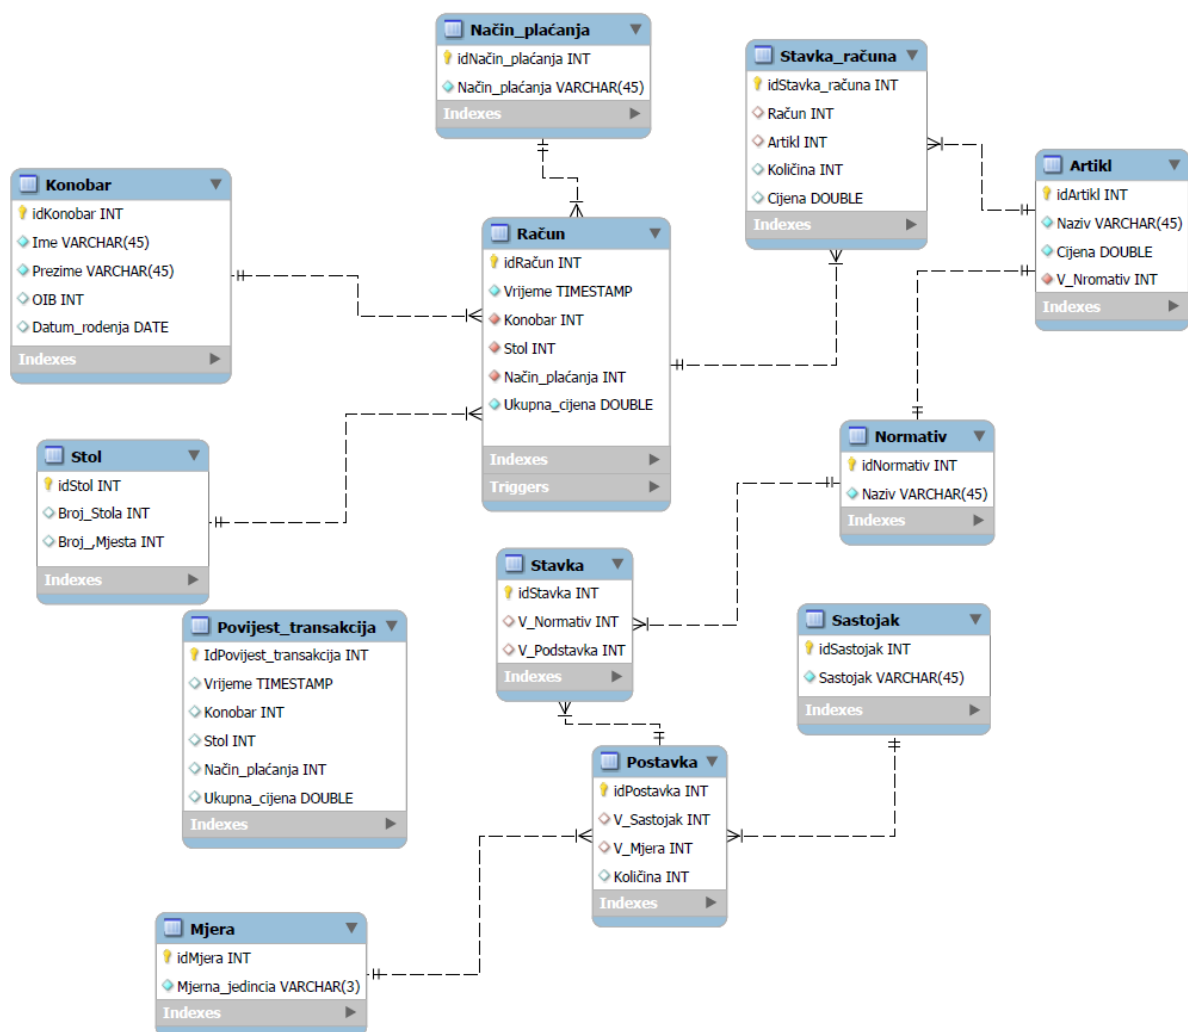 Način_plaćanja
idNačin_plaćanja INT
Način_plaćanja VARCHAR(45)
Indexes
Stavka_računa
idStavka_računa INT
Račun INT
Artikl INT
Količina INT
Cijena DOUBLE
Indexes
Artikl
idArtikl INT
Naziv VARCHAR(45)
Cijena DOUBLE
V_Nromativ INT
Indexes
Konobar
idKonobar INT
Ime VARCHAR(45)
Prezime VARCHAR(45)
OIB INT
Datum_rodenja DATE
Indexes
Račun
idRačun INT
Vrijeme TIMESTAMP
Konobar INT
Stol INT
Način_plaćanja INT
Ukupna_cijena DOUBLE
Indexes
Triggers
Stol
idStol INT
Broj_Stola INT
Broj_,Mjesta INT
Indexes
Normativ
idNormativ INT
Naziv VARCHAR(45)
Indexes
Stavka
idStavka INT
V_Normativ INT
V_Podstavka INT
Indexes
Povijest_transakcija
IdPovijest_transakcija INT
Vrijeme TIMESTAMP
Konobar INT
Stol INT
Način_plaćanja INT
Ukupna_cijena DOUBLE
Indexes
Sastojak
idSastojak INT
Sastojak VARCHAR(45)
Indexes
Postavka
idPostavka INT
V_Sastojak INT
V_Mjera INT
Količina INT
Indexes
Mjera
idMjera INT
Mjerna_jedincia VARCHAR(3)
Indexes